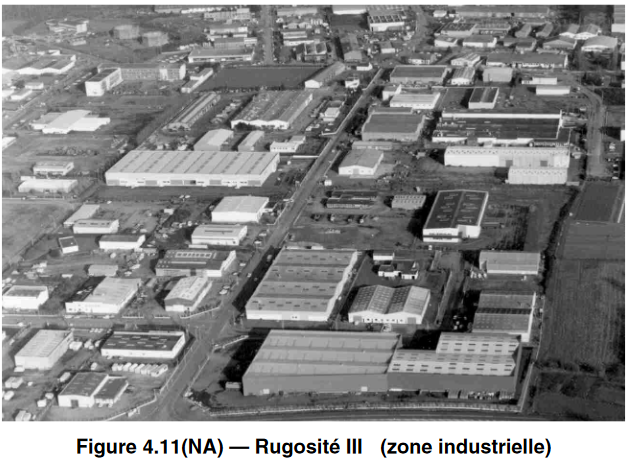 Figure 4.11(NA) — Rugosité III (zone industrielle)